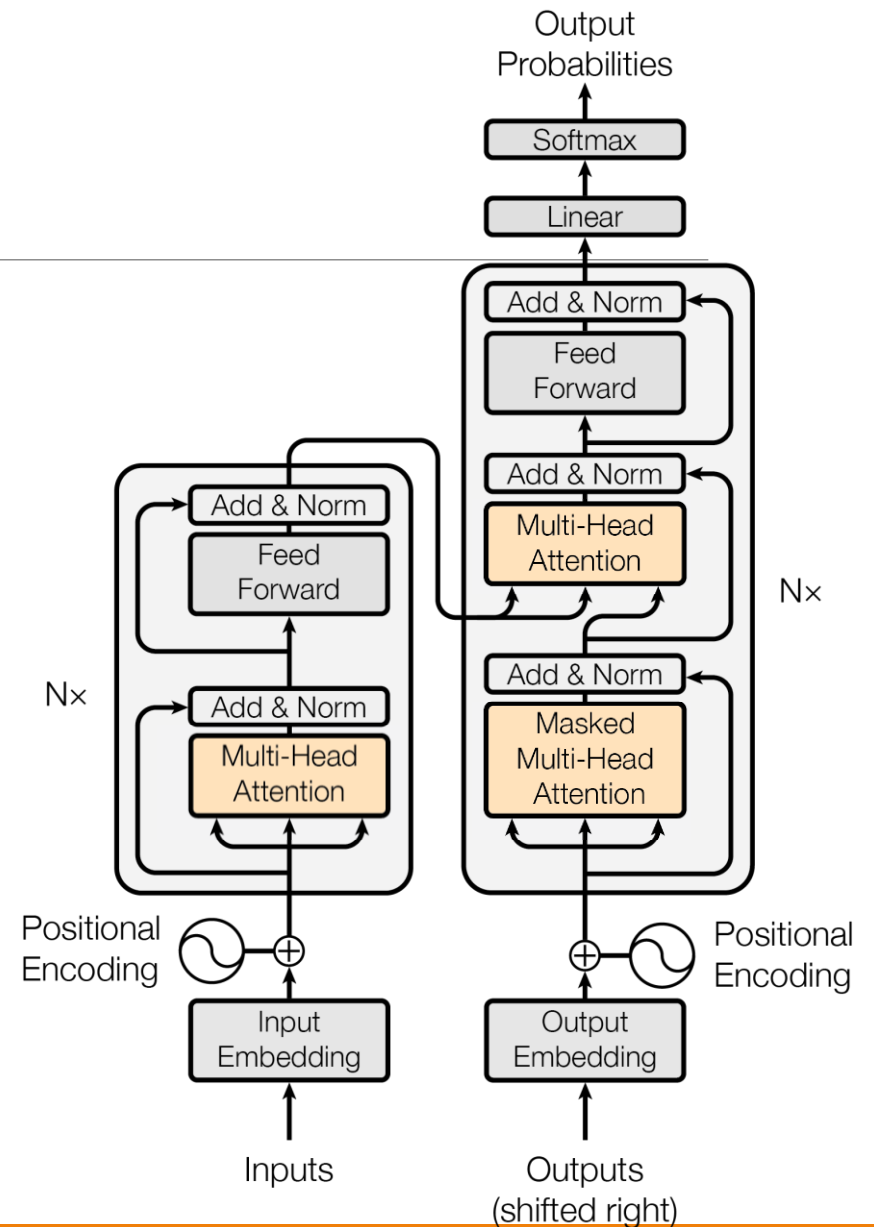 Output
Probabilities
Softmax
Linear
Add & Norm
Feed
Forward
Add & Norm
Multi-Head
Attention
Add & Norm
Masked
Multi-Head
Attention
Nx
Add & Norm
Feed
Forward
Add & Norm
Multi-Head
Attention
Nx
Positional
Encoding
Positional
Encoding
Input
Embedding
Output
Embedding
Inputs
Outputs
(shifted right)